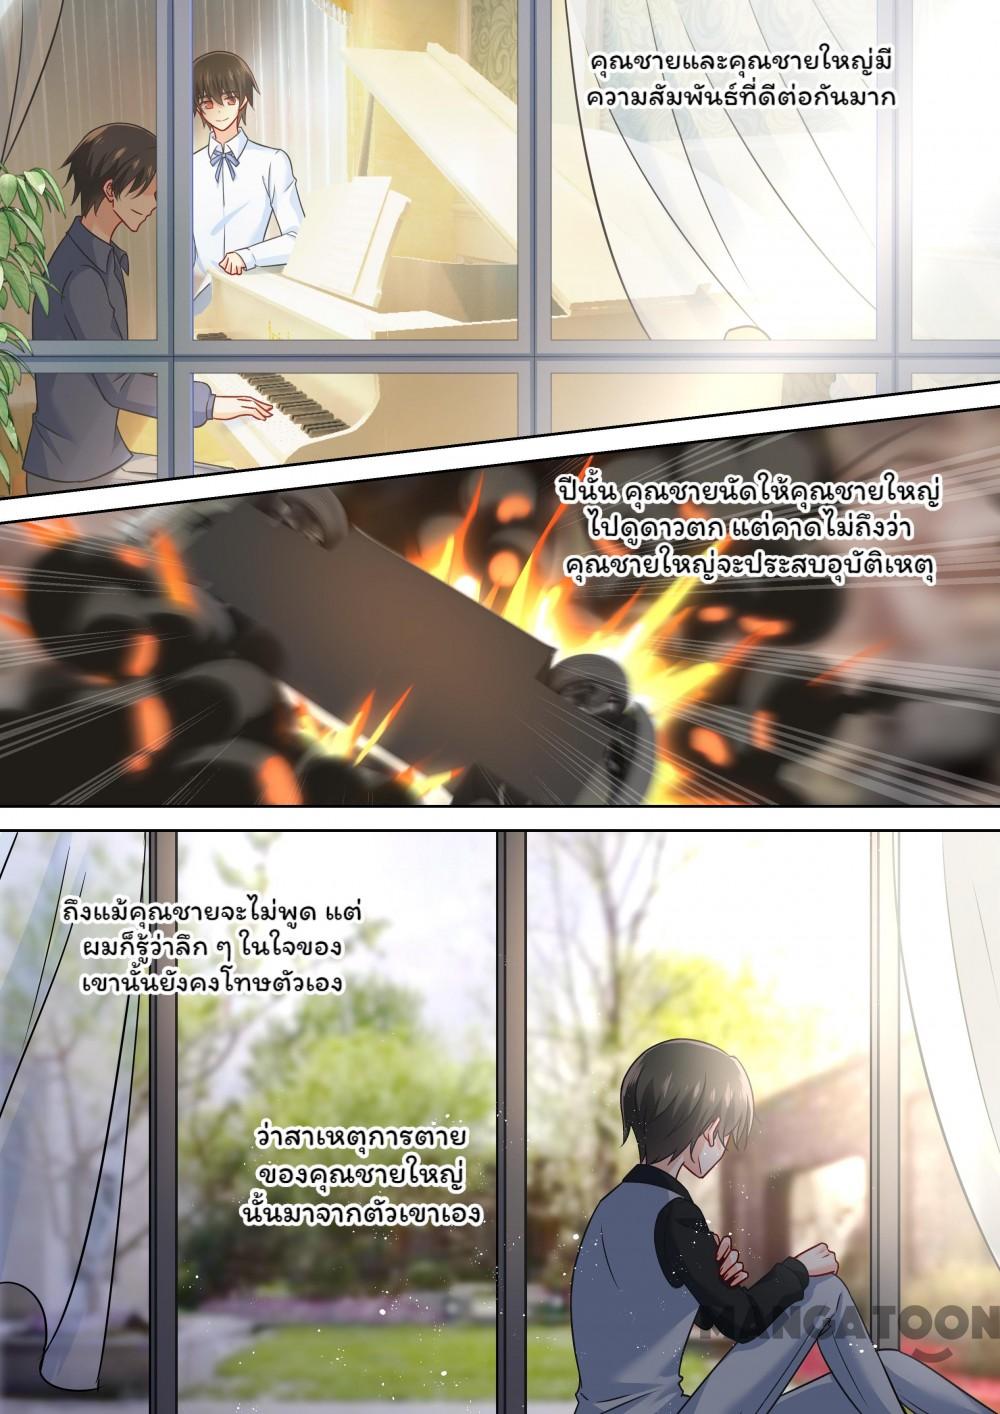 คุณชายและคุณชายใหญ่มี
ความสัมพันธ์ที่ดีต่อกันมาก
ปีนั้น คุณชายนัดให้คุณชายใหญ่
ไปดูดาวตก แต่คาดไม่ถึงว่า
คุณชายใหญ่จะประสบอุบัติเหตุ
ถึงแม้คุณชายจะไม่พูด แต่
ผมก็รู้ว่าลึก ๆ ในใจของ
เขานั้นยังคงโทษตัวเอง
ว่าสาเหตุการตาย
ของคุณชายใหญ่
นั้นมาจากตัวเขาเอง
MANGATOON